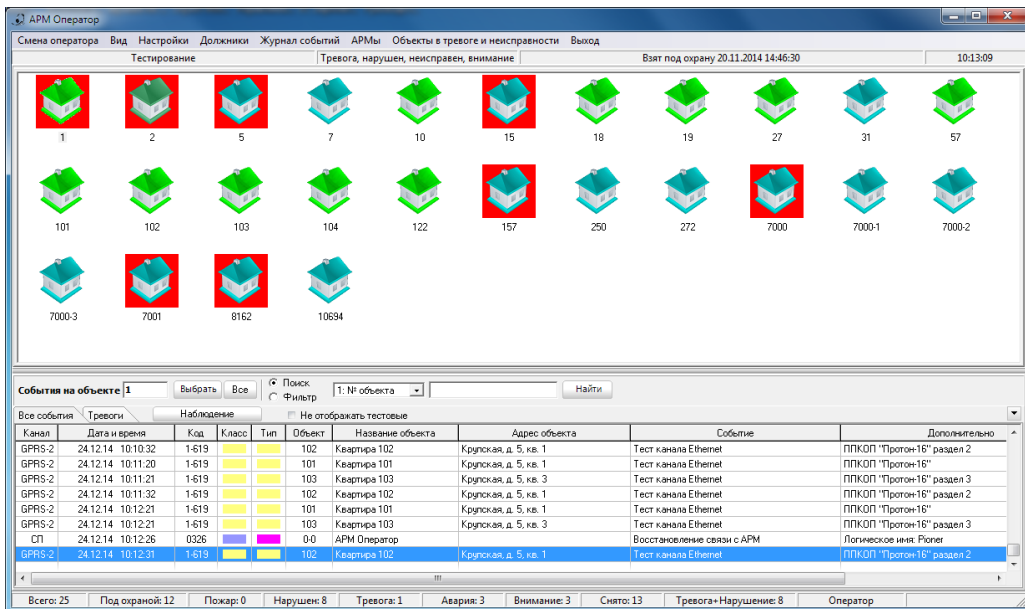 АРМ Оператор
Смена оператора Вид Настройки Должники Журнал событий АРМы Объекты в тревоге и неисправности Выход
Тестирование Тревога, нарушен, неисправен, внимание Взят под охрану 20.11.2014 14:46:30 10:13:09
1 2 5 7 10 15 18 19 27 31 57
101 102 103 104 122 157 250 272 7000 7000-1 7000-2
7000-3 7001 8162 10694
События на объекте 1 Выбрать Все Поиск Фильтр 1: № объекта Найти
Все события Тревоги Наблюдение Не отображать тестовые
Канал Дата и время Код Класс Тип Объект Название объекта Адрес объекта Событие Дополнительно
GPRS-2 24.12.14 10:10:32 1-619 102 Квартира 102 Крупская, д. 5, кв. 1 Тест канала Ethernet ППКОП "Протон-16" раздел 2
GPRS-2 24.12.14 10:11:20 1-619 101 Квартира 101 Крупская, д. 5, кв. 1 Тест канала Ethernet ППКОП "Протон-16"
GPRS-2 24.12.14 10:11:21 1-619 103 Квартира 103 Крупская, д. 5, кв. 3 Тест канала Ethernet ППКОП "Протон-16" раздел 3
GPRS-2 24.12.14 10:11:32 1-619 102 Квартира 102 Крупская, д. 5, кв. 1 Тест канала Ethernet ППКОП "Протон-16" раздел 2
GPRS-2 24.12.14 10:12:21 1-619 101 Квартира 101 Крупская, д. 5, кв. 1 Тест канала Ethernet ППКОП "Протон-16"
GPRS-2 24.12.14 10:12:21 1-619 103 Квартира 103 Крупская, д. 5, кв. 3 Тест канала Ethernet ППКОП "Протон-16" раздел 3
СП 24.12.14 10:12:26 0326 0-0 АРМ Оператор Восстановление связи с АРМ Логическое имя: Pioner
GPRS-2 24.12.14 10:12:31 1-619 102 Квартира 102 Крупская, д. 5, кв. 1 Тест канала Ethernet ППКОП "Протон-16" раздел 2
Всего: 25 Под охраной: 12 Пожар: 0 Нарушен: 8 Тревога: 1 Авария: 3 Внимание: 3 Снято: 13 Тревога+Нарушение: 8 Оператор